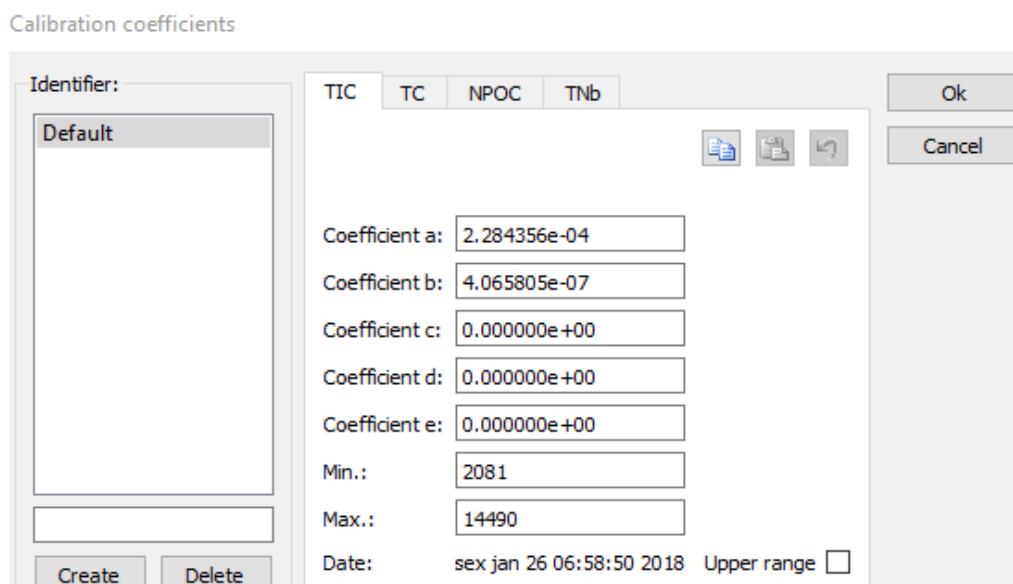 Calibration coefficients
Identifier:
Default
Create Delete
TIC TC NPOC TNb
Coefficient a: 2.284356e-04
Coefficient b: 4.065805e-07
Coefficient c: 0.000000e+00
Coefficient d: 0.000000e+00
Coefficient e: 0.000000e+00
Min.: 2081
Max.: 14490
Date: sex jan 26 06:58:50 2018 Upper range
Ok
Cancel